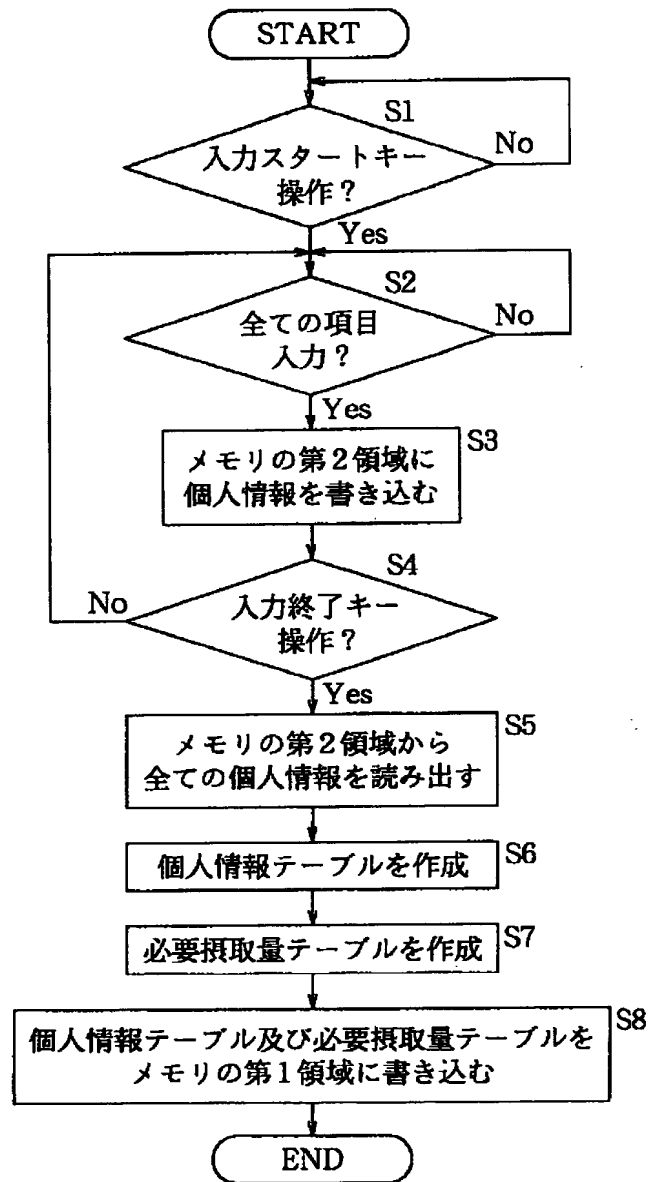 START
S1
入力スタートキー
操作？
No
Yes
S2
全ての項目
入力？
No
Yes
S3
メモリの第２領域に
個人情報を書き込む
S4
入力終了キー
操作？
No
Yes
S5
メモリの第２領域から
全ての個人情報を読み出す
S6
個人情報テーブルを作成
S7
必要摂取量テーブルを作成
S8
個人情報テーブル及び必要摂取量テーブルを
メモリの第１領域に書き込む
END